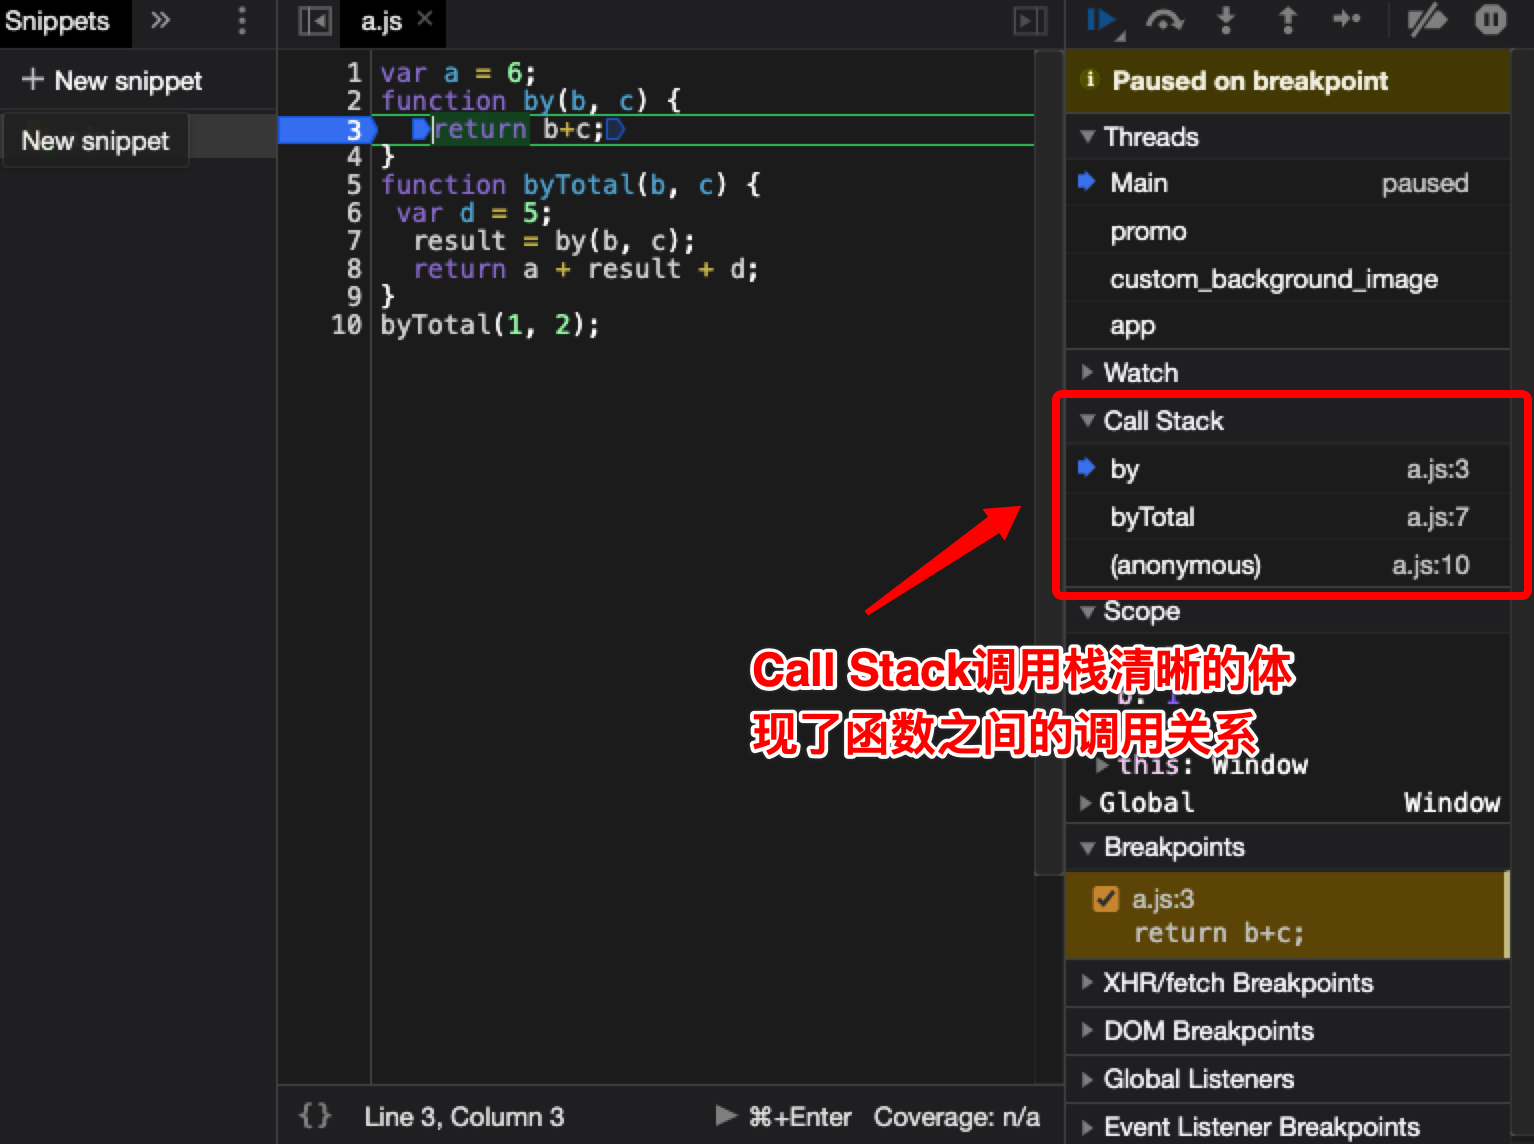 Snippets
a.js
New snippet
New snippet
1 var a = 6;
2 function by(b, c) {
3 return b+c;
4 }
5 function byTotal(b, c) {
6 var d = 5;
7 result = by(b, c);
8 return a + result + d;
9 }
10 byTotal(1, 2);
{} Line 3, Column 3 ⌘+Enter Coverage: n/a
Paused on breakpoint
Threads
Main paused
promo
custom_background_image
app
Watch
Call Stack
by a.js:3
byTotal a.js:7
(anonymous) a.js:10
Scope
Call Stack调用栈清晰的体
现了函数之间的调用关系
this: Window
Global Window
Breakpoints
a.js:3
return b+c;
XHR/fetch Breakpoints
DOM Breakpoints
Global Listeners
Event Listener Breakpoints